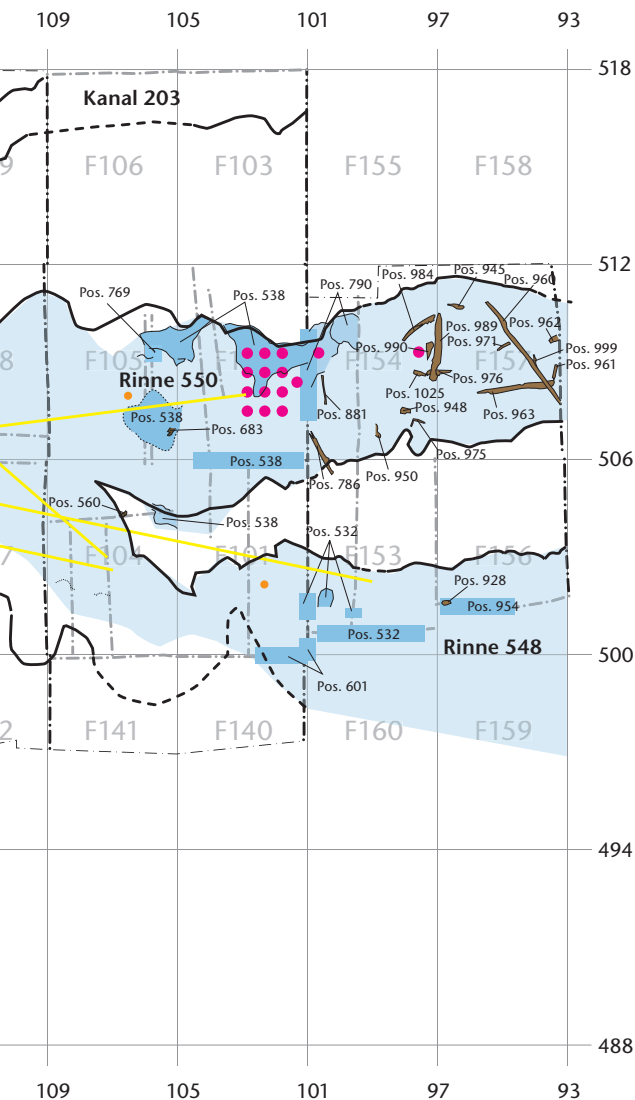 109 105 101 97 93
518
Kanal 203
9 F106 F103 F155 F158
512
Pos. 984 Pos. 945 Pos. 960
Pos. 790
Pos. 769 Pos. 538
Pos. 989 Pos. 962
Pos. 971
Pos. 990 Pos. 999
8 F105 F154 F157
Pos. 961
Rinne 550 Pos. 976
Pos. 1025
Pos. 948
Pos. 538 Pos. 881 Pos. 963
Pos. 683
Pos. 975
506
Pos. 538
Pos. 950
Pos. 786
Pos. 560
Pos. 538
Pos. 532
7 F104 F101 F153 F156
Pos. 928
Pos. 954
Pos. 532
Rinne 548
500
Pos. 601
2 F141 F140 F160 F159
494
488
109 105 101 97 93